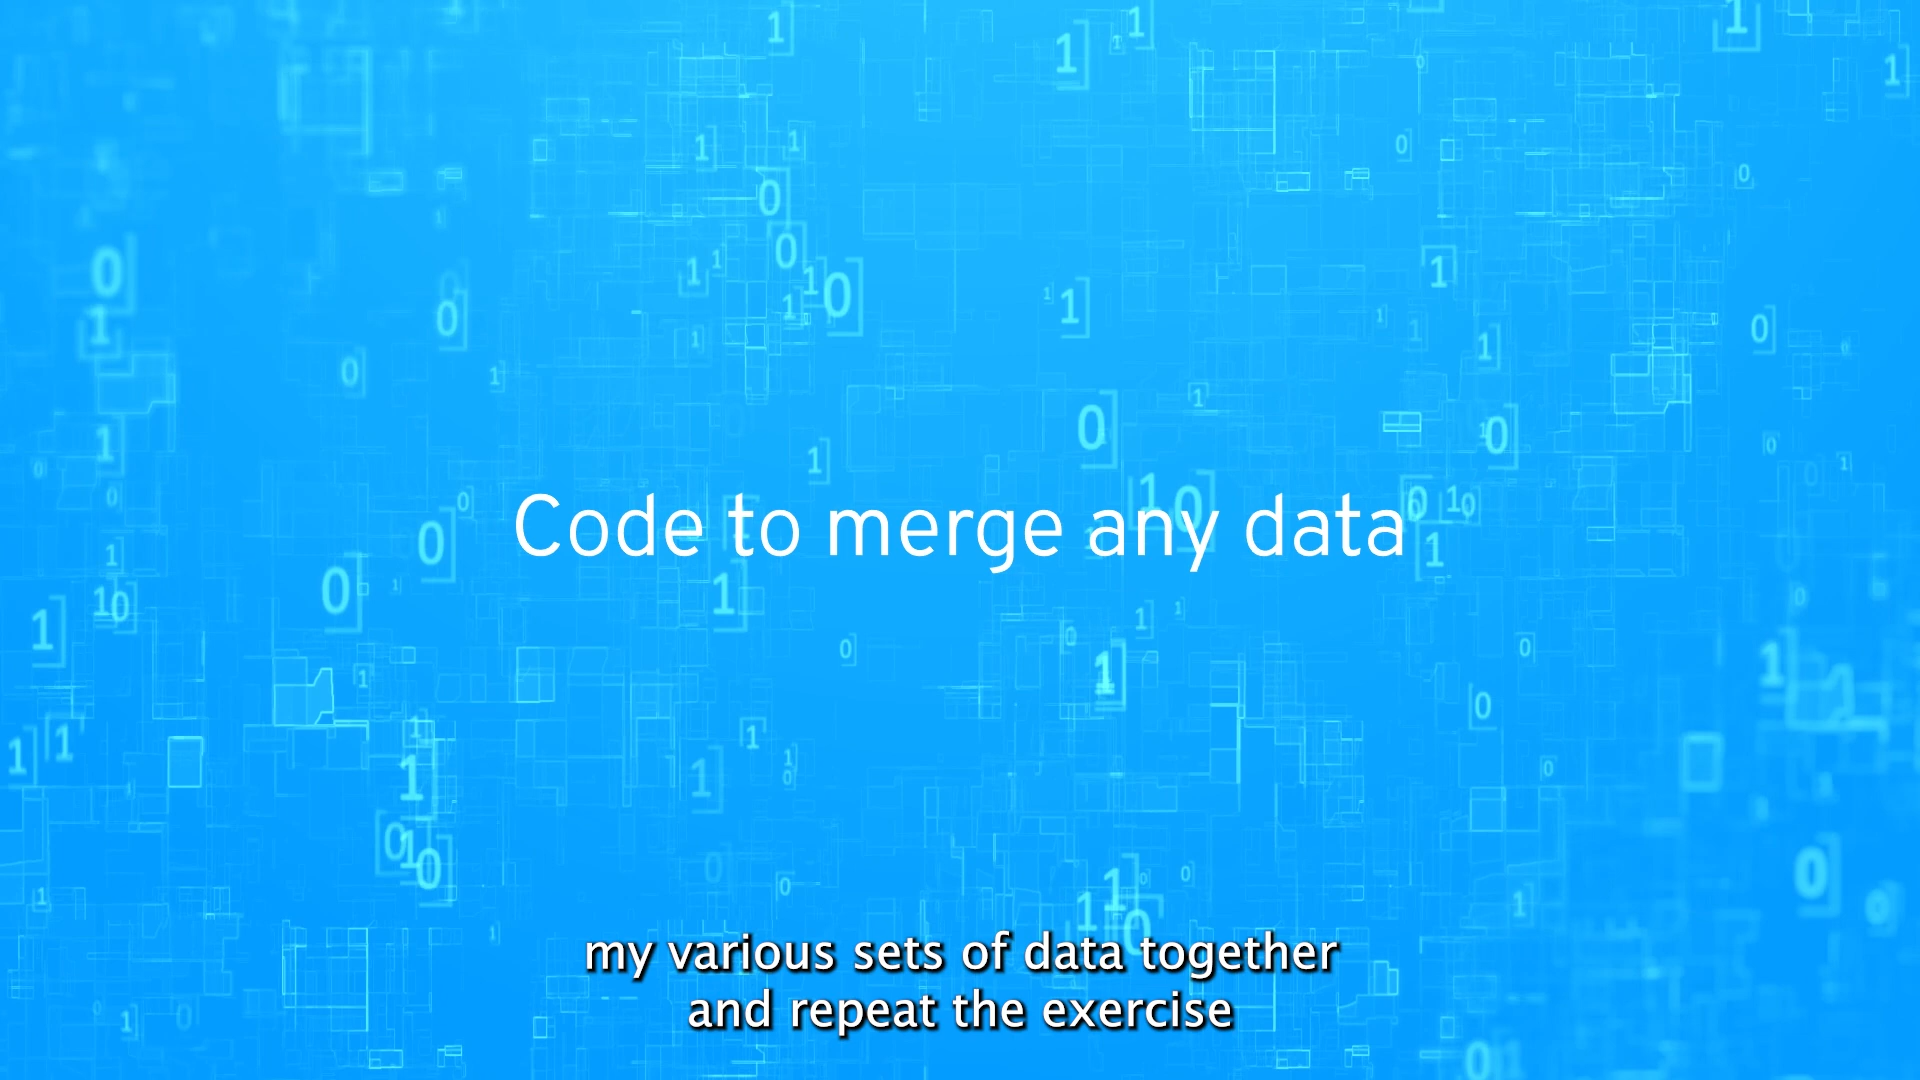 Code to merge any data
my various sets of data together
and repeat the exercise